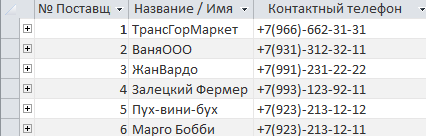 № Поставщ Название / Имя Контактный телефон
1 ТрансГорМаркет +7(966)-662-31-31
2 ВаняООО +7(931)-312-32-11
3 ЖанВардо +7(991)-231-22-22
4 Залецкий Фермер +7(993)-123-92-11
5 Пух-вини-бух +7(923)-213-12-12
6 Марго Бобби +7(923)-213-12-12